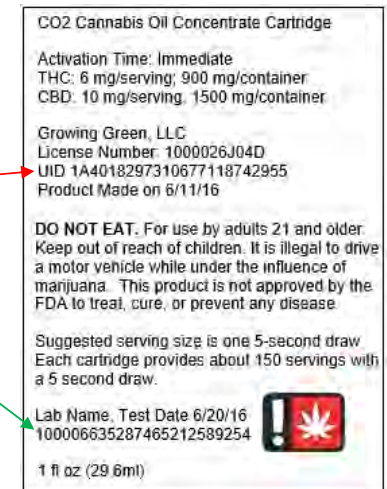 CO2 Cannabis Oil Concentrate Cartridge
Activation Time: Immediate
THC: 6 mg/serving; 900 mg/container
CBD: 10 mg/serving, 1500 mg/container
Growing Green, LLC
License Number: 1000026J04D
UID 1A4018297310677118742955
Product Made on 6/11/16
DO NOT EAT. For use by adults 21 and older.
Keep out of reach of children. It is illegal to drive
a motor vehicle while under the influence of
marijuana. This product is not approved by the
FDA to treat, cure, or prevent any disease.
Suggested serving size is one 5-second draw
Each cartridge provides about 150 servings with
a 5 second draw.
Lab Name, Test Date 6/20/16
100006635287465212589254
1 fl oz (29.6ml)